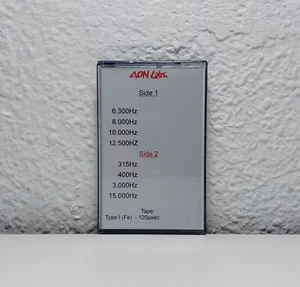 ADN Labs.
Side 1
6.300Hz
8.000Hz
10.000Hz
12.500HZ
Side 2
315Hz
400Hz
3.000Hz
15.000Hz
Tape
Type I (Fe) - 120µsec